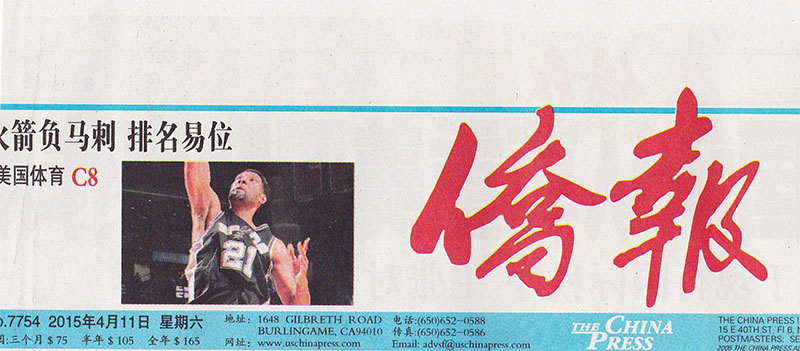 火箭负马刺 排名易位
美国体育 C8
21
僑報
o.7754 2015年4月11日 星期六
:三个月$75 半年$105 全年$165
地址: 1648 GILBRETH ROAD
BURLINGAME, CA94010
网址: www.uschinapress.com
电话:(650)652-0588
传真:(650)652-0586
Email: advsf@uschinapress.com
THE CHINA
PRESS
THE CHINA PRESS
15 E 40TH ST. Fl 6,
POSTMASTERS: SE
2005 THE CHINA PRESS